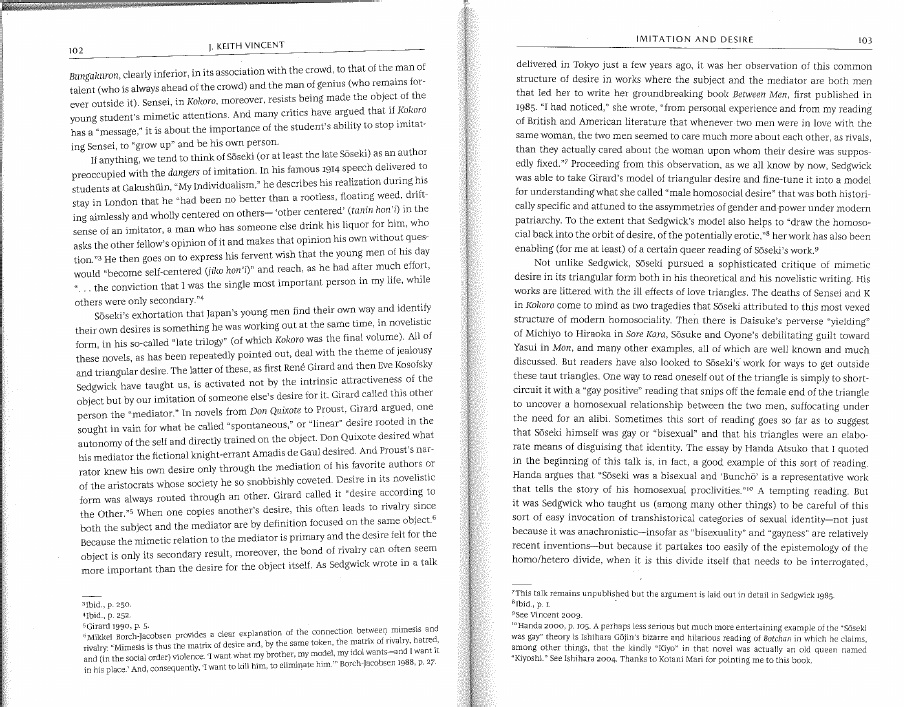 102
J. KEITH VINCENT
Bungakuron, clearly inferior, in its association with the crowd, to that of the man of
talent (who is always ahead of the crowd) and the man of genius (who remains for-
ever outside it). Sensei, in Kokoro, moreover, resists being made the object of the
young student's mimetic attentions. And many critics have argued that if Kokoro
has a "message," it is about the importance of the student's ability to stop imitat-
ing Sensei, to "grow up" and be his own person.
If anything, we tend to think of Sōseki (or at least the late Sōseki) as an author
preoccupied with the dangers of imitation. In his famous 1914 speech delivered to
students at Gakushūin, "My Individualism," he describes his realization during his
stay in London that he "had been no better than a rootless, floating weed, drift-
ing aimlessly and wholly centered on others—'other centered' (tanin hon'i) in the
sense of an imitator, a man who has someone else drink his liquor for him, who
asks the other fellow's opinion of it and makes that opinion his own without ques-
tion."3 He then goes on to express his fervent wish that the young men of his day
would "become self-centered (jiko hon'i)" and reach, as he had after much effort,
". . . the conviction that I was the single most important person in my life, while
others were only secondary."4
Sōseki's exhortation that Japan's young men find their own way and identify
their own desires is something he was working out at the same time, in novelistic
form, in his so-called "late trilogy" (of which Kokoro was the final volume). All of
these novels, as has been repeatedly pointed out, deal with the theme of jealousy
and triangular desire. The latter of these, as first René Girard and then Eve Kosofsky
Sedgwick have taught us, is activated not by the intrinsic attractiveness of the
object but by our imitation of someone else's desire for it. Girard called this other
person the "mediator." In novels from Don Quixote to Proust, Girard argued, one
sought in vain for what he called "spontaneous," or "linear" desire rooted in the
autonomy of the self and directly trained on the object. Don Quixote desired what
his mediator the fictional knight-errant Amadis de Gaul desired. And Proust's nar-
rator knew his own desire only through the mediation of his favorite authors or
of the aristocrats whose society he so snobbishly coveted. Desire in its novelistic
form was always routed through an other. Girard called it "desire according to
the Other."5 When one copies another's desire, this often leads to rivalry since
both the subject and the mediator are by definition focused on the same object.6
Because the mimetic relation to the mediator is primary and the desire felt for the
object is only its secondary result, moreover, the bond of rivalry can often seem
more important than the desire for the object itself. As Sedgwick wrote in a talk
3Ibid., p. 250.
4Ibid., p. 252.
5Girard 1990, p. 5.
6Mikkel Borch-Jacobsen provides a clear explanation of the connection between mimesis and
rivalry: "Mimesis is thus the matrix of desire and, by the same token, the matrix of rivalry, hatred,
and (in the social order) violence. 'I want what my brother, my model, my idol wants—and I want it
in his place.' And, consequently, 'I want to kill him, to eliminate him.'" Borch-Jacobsen 1988, p. 27.
IMITATION AND DESIRE
103
delivered in Tokyo just a few years ago, it was her observation of this common
structure of desire in works where the subject and the mediator are both men
that led her to write her groundbreaking book Between Men, first published in
1985. "I had noticed," she wrote, "from personal experience and from my reading
of British and American literature that whenever two men were in love with the
same woman, the two men seemed to care much more about each other, as rivals,
than they actually cared about the woman upon whom their desire was suppos-
edly fixed."7 Proceeding from this observation, as we all know by now, Sedgwick
was able to take Girard's model of triangular desire and fine-tune it into a model
for understanding what she called "male homosocial desire" that was both histori-
cally specific and attuned to the assymetries of gender and power under modern
patriarchy. To the extent that Sedgwick's model also helps to "draw the homoso-
cial back into the orbit of desire, of the potentially erotic,"8 her work has also been
enabling (for me at least) of a certain queer reading of Sōseki's work.9
Not unlike Sedgwick, Sōseki pursued a sophisticated critique of mimetic
desire in its triangular form both in his theoretical and his novelistic writing. His
works are littered with the ill effects of love triangles. The deaths of Sensei and K
in Kokoro come to mind as two tragedies that Sōseki attributed to this most vexed
structure of modern homosociality. Then there is Daisuke's perverse "yielding"
of Michiyo to Hiraoka in Sore Kara, Sōsuke and Oyone's debilitating guilt toward
Yasui in Mon, and many other examples, all of which are well known and much
discussed. But readers have also looked to Sōseki's work for ways to get outside
these taut triangles. One way to read oneself out of the triangle is simply to short-
circuit it with a "gay positive" reading that snips off the female end of the triangle
to uncover a homosexual relationship between the two men, suffocating under
the need for an alibi. Sometimes this sort of reading goes so far as to suggest
that Sōseki himself was gay or "bisexual" and that his triangles were an elabo-
rate means of disguising that identity. The essay by Handa Atsuko that I quoted
in the beginning of this talk is, in fact, a good example of this sort of reading.
Handa argues that "Sōseki was a bisexual and 'Bunchō' is a representative work
that tells the story of his homosexual proclivities."10 A tempting reading. But
it was Sedgwick who taught us (among many other things) to be careful of this
sort of easy invocation of transhistorical categories of sexual identity—not just
because it was anachronistic—insofar as "bisexuality" and "gayness" are relatively
recent inventions—but because it partakes too easily of the epistemology of the
homo/hetero divide, when it is this divide itself that needs to be interrogated,
7This talk remains unpublished but the argument is laid out in detail in Sedgwick 1985.
8Ibid., p. 1.
9See Vincent 2009.
10Handa 2000, p. 105. A perhaps less serious but much more entertaining example of the "Sōseki
was gay" theory is Ishihara Gōjin's bizarre and hilarious reading of Botchan in which he claims,
among other things, that the kindly "Kiyo" in that novel was actually an old queen named
"Kiyoshi." See Ishihara 2004. Thanks to Kotani Mari for pointing me to this book.